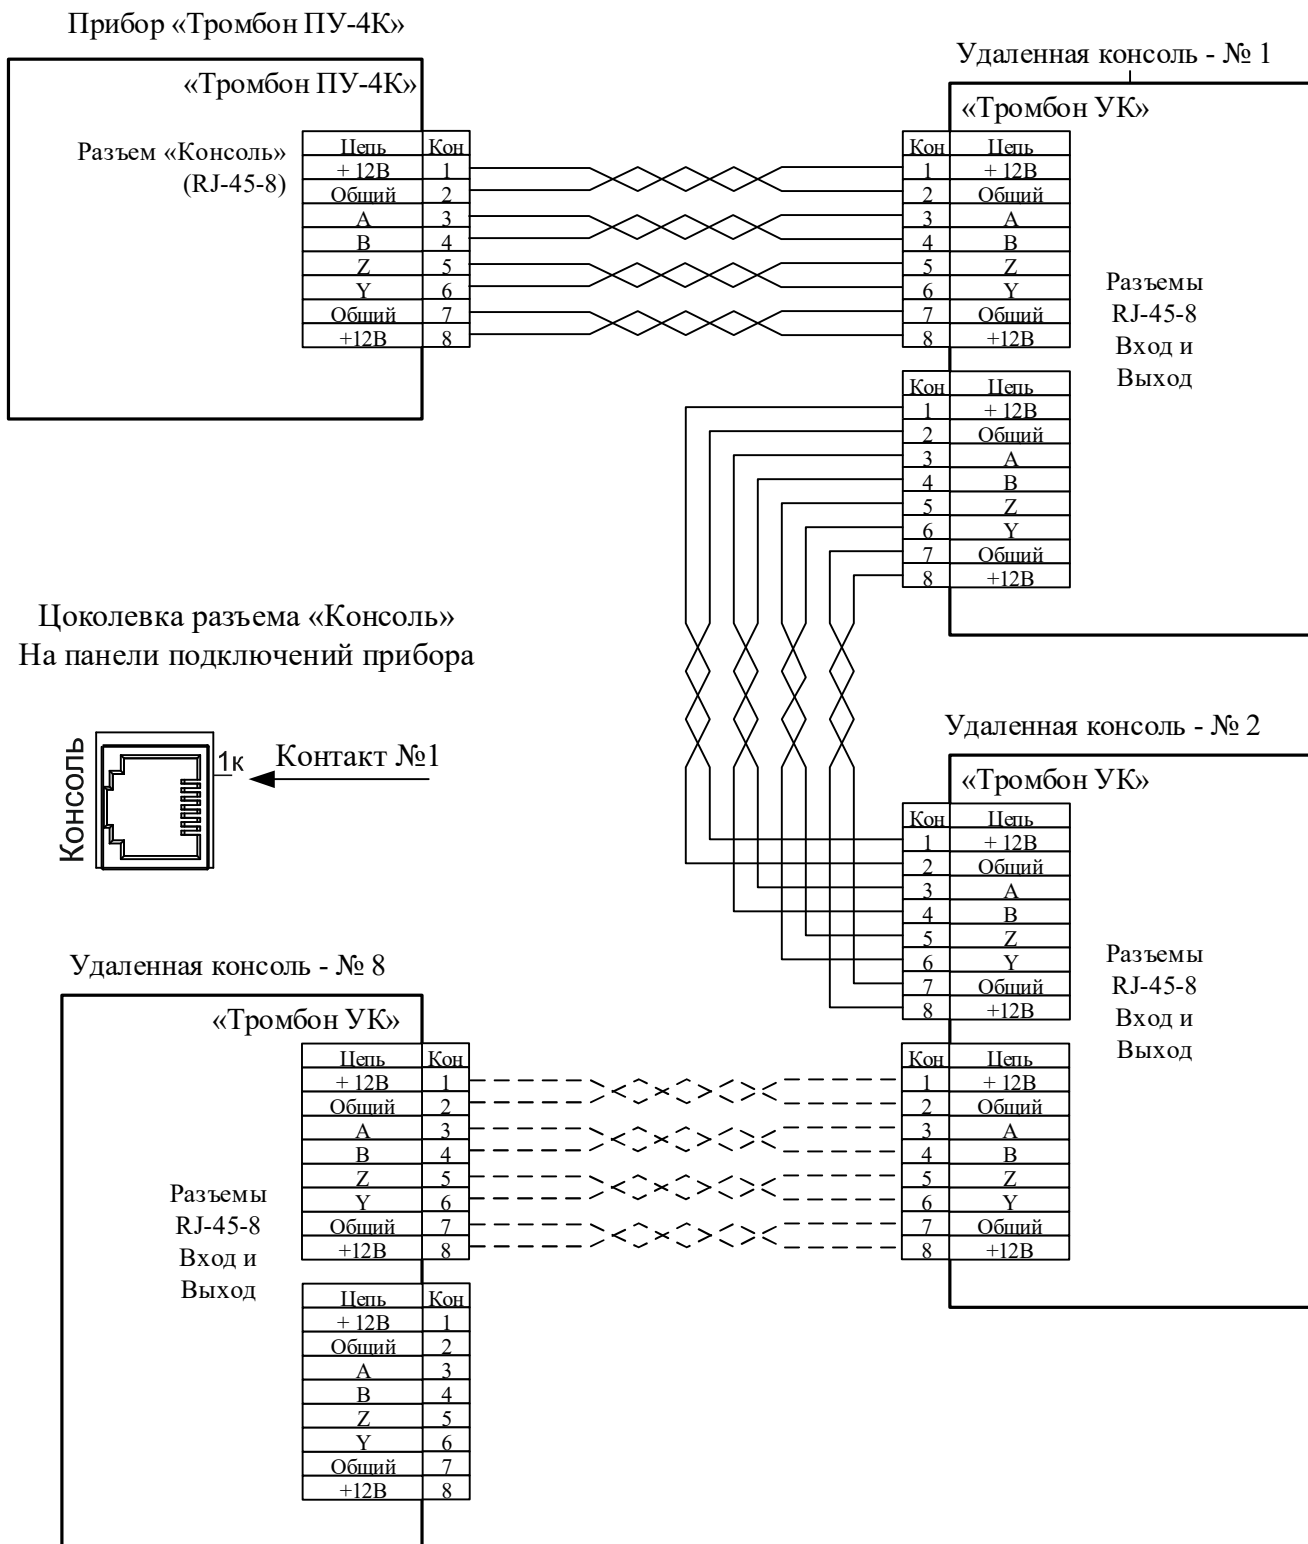 Прибор «Тромбон ПУ-4К»
«Тромбон ПУ-4К»
Разъем «Консоль»
(RJ-45-8)
Цепь Кон
+ 12В 1
Общий 2
A 3
B 4
Z 5
Y 6
Общий 7
+12В 8
Удаленная консоль - № 1
«Тромбон УК»
Кон Цепь
1 + 12В
2 Общий
3 A
4 B
5 Z
6 Y
7 Общий
8 +12В
Разъемы
RJ-45-8
Вход и
Выход
Кон Цепь
1 + 12В
2 Общий
3 A
4 B
5 Z
6 Y
7 Общий
8 +12В
Цоколевка разъема «Консоль»
На панели подключений прибора
Консоль
1к
Контакт №1
Удаленная консоль - № 2
«Тромбон УК»
Кон Цепь
1 + 12В
2 Общий
3 A
4 B
5 Z
6 Y
7 Общий
8 +12В
Разъемы
RJ-45-8
Вход и
Выход
Кон Цепь
1 + 12В
2 Общий
3 A
4 B
5 Z
6 Y
7 Общий
8 +12В
Удаленная консоль - № 8
«Тромбон УК»
Цепь Кон
+ 12В 1
Общий 2
A 3
B 4
Z 5
Y 6
Общий 7
+12В 8
Разъемы
RJ-45-8
Вход и
Выход
Цепь Кон
+ 12В 1
Общий 2
A 3
B 4
Z 5
Y 6
Общий 7
+12В 8